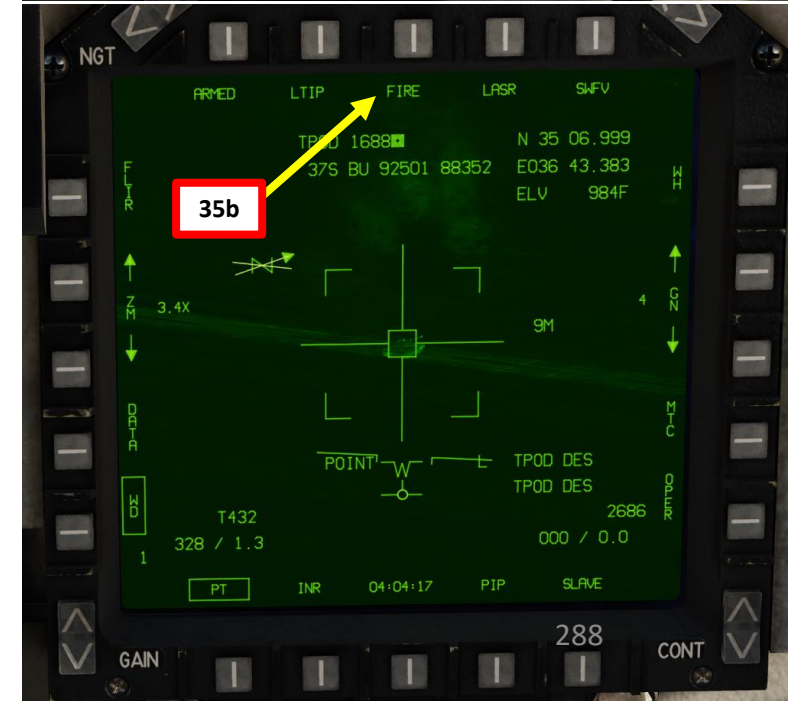 NGT
ARMED LTIP FIRE LASR SWFV
TPOD 1688
N 35 06.999
37S BU 92501 88352
E036 43.383
ELV 984F
FLIR
WH
35b
ZM 3.4X
4 GN
9M
DATA
MTC
POINT
W
L
TPOD DES
TPOD DES
WD
OPER
T432
2686
328 / 1.3
000 / 0.0
1
PT INR 04:04:17 PIP SLAVE
288
GAIN
CONT